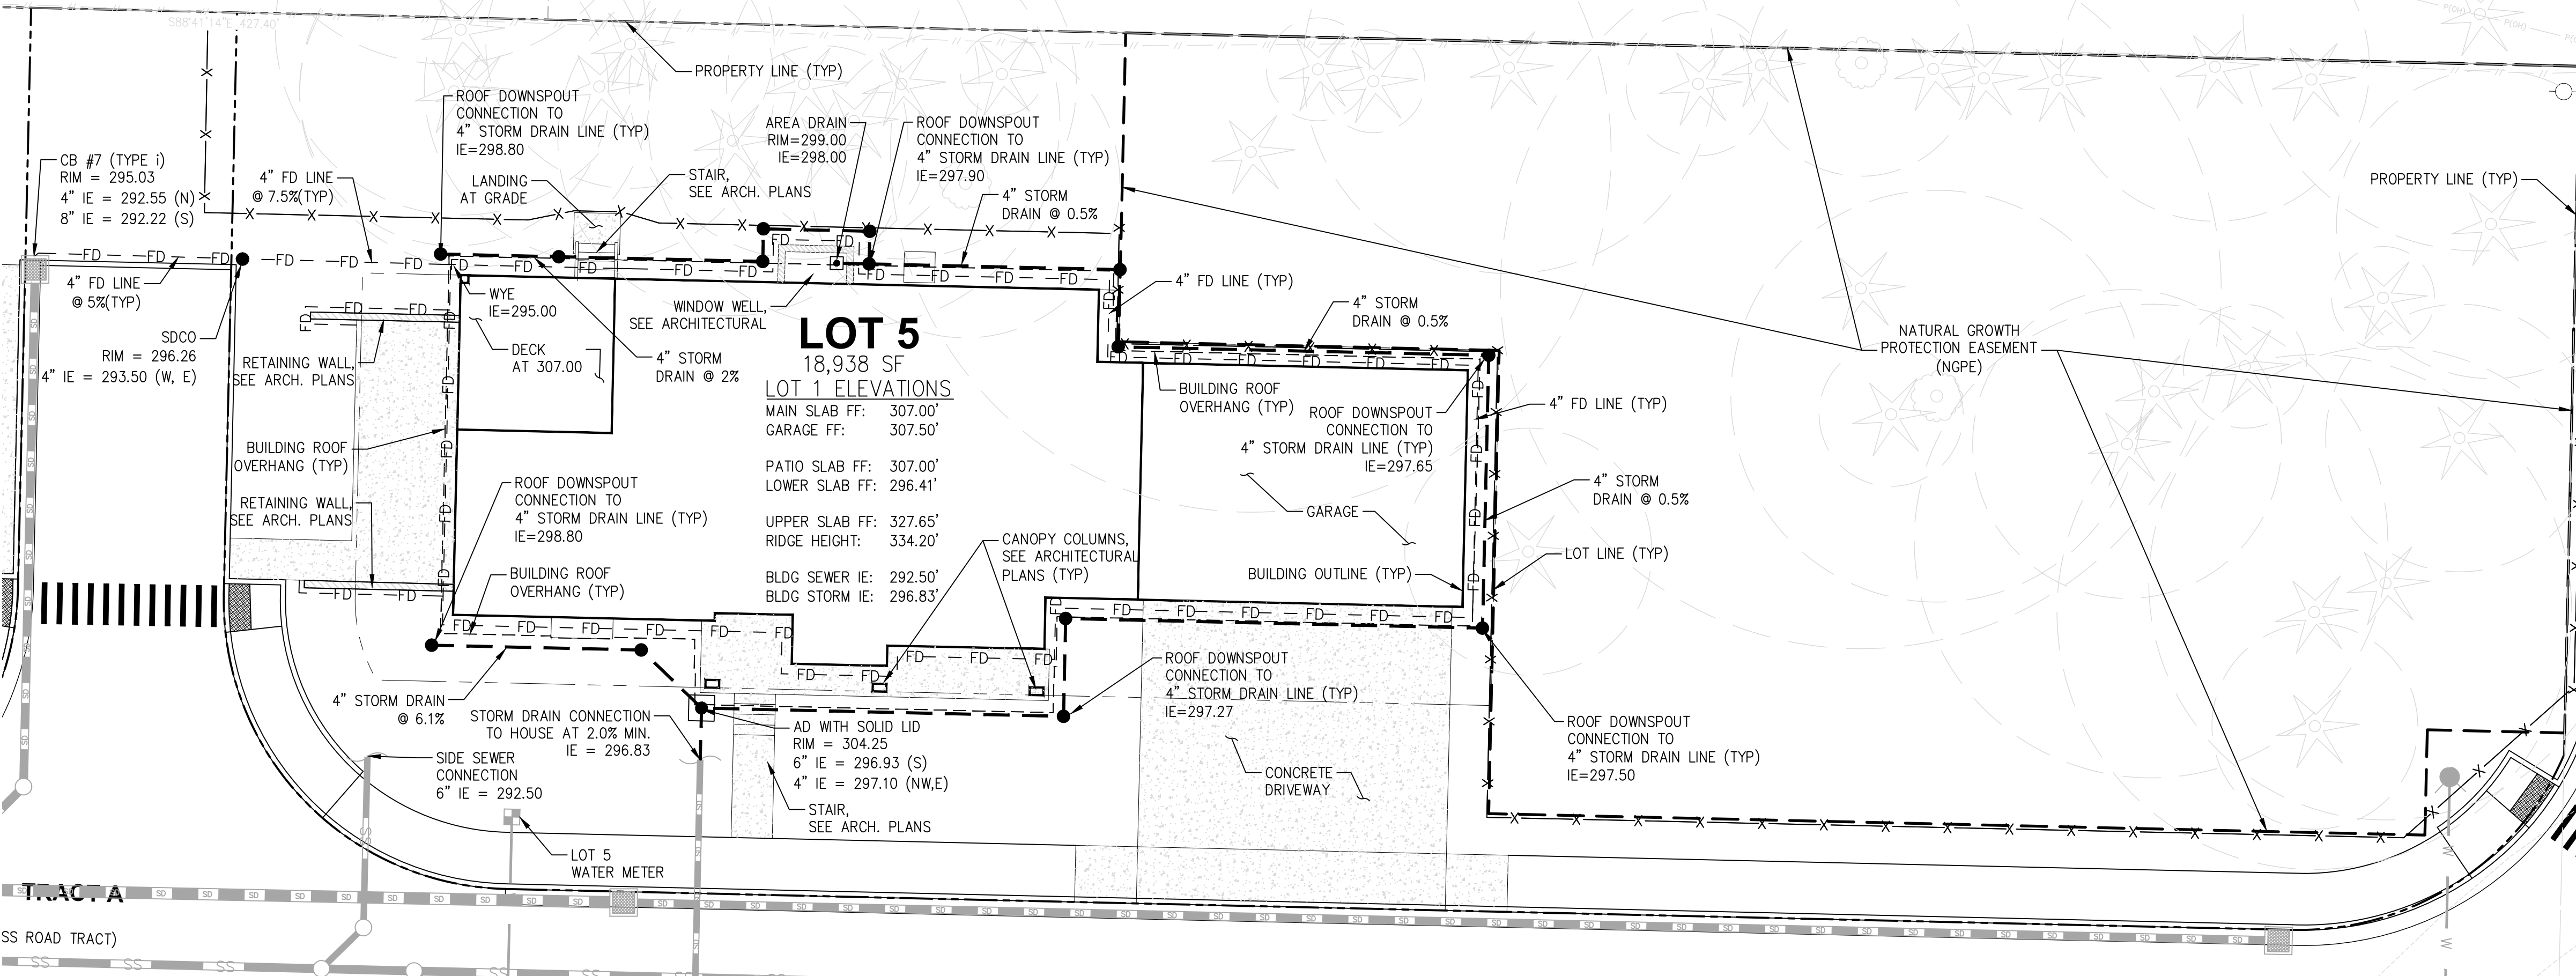 S88°41'14"E 427.40'
P(OH)
P(OH)
PROPERTY LINE (TYP)
ROOF DOWNSPOUT
CONNECTION TO
4" STORM DRAIN LINE (TYP)
IE=298.80
AREA DRAIN
RIM=299.00
IE=298.00
ROOF DOWNSPOUT
CONNECTION TO
4" STORM DRAIN LINE (TYP)
IE=297.90
CB #7 (TYPE i)
RIM = 295.03
4" IE = 292.55 (N)
8" IE = 292.22 (S)
4" FD LINE
@ 7.5%(TYP)
LANDING
AT GRADE
STAIR,
SEE ARCH. PLANS
4" STORM
DRAIN @ 0.5%
PROPERTY LINE (TYP)
4" FD LINE
@ 5%(TYP)
SDCO
RIM = 296.26
4" IE = 293.50 (W, E)
WYE
IE=295.00
DECK
AT 307.00
WINDOW WELL,
SEE ARCHITECTURAL
4" STORM
DRAIN @ 2%
RETAINING WALL,
SEE ARCH. PLANS
BUILDING ROOF
OVERHANG (TYP)
RETAINING WALL,
SEE ARCH. PLANS
LOT 5
18,938 SF
LOT 1 ELEVATIONS
MAIN SLAB FF: 307.00'
GARAGE FF: 307.50'
PATIO SLAB FF: 307.00'
LOWER SLAB FF: 296.41'
UPPER SLAB FF: 327.65'
RIDGE HEIGHT: 334.20'
BLDG SEWER IE: 292.50'
BLDG STORM IE: 296.83'
4" FD LINE (TYP)
4" STORM
DRAIN @ 0.5%
BUILDING ROOF
OVERHANG (TYP)
ROOF DOWNSPOUT
CONNECTION TO
4" STORM DRAIN LINE (TYP)
IE=297.65
4" FD LINE (TYP)
4" STORM
DRAIN @ 0.5%
GARAGE
LOT LINE (TYP)
BUILDING OUTLINE (TYP)
NATURAL GROWTH
PROTECTION EASEMENT
(NGPE)
ROOF DOWNSPOUT
CONNECTION TO
4" STORM DRAIN LINE (TYP)
IE=298.80
BUILDING ROOF
OVERHANG (TYP)
CANOPY COLUMNS,
SEE ARCHITECTURAL
PLANS (TYP)
4" STORM DRAIN
@ 6.1%
STORM DRAIN CONNECTION
TO HOUSE AT 2.0% MIN.
IE = 296.83
SIDE SEWER
CONNECTION
6" IE = 292.50
AD WITH SOLID LID
RIM = 304.25
6" IE = 296.93 (S)
4" IE = 297.10 (NW,E)
STAIR,
SEE ARCH. PLANS
LOT 5
WATER METER
ROOF DOWNSPOUT
CONNECTION TO
4" STORM DRAIN LINE (TYP)
IE=297.27
CONCRETE
DRIVEWAY
ROOF DOWNSPOUT
CONNECTION TO
4" STORM DRAIN LINE (TYP)
IE=297.50
TRACT A
SS ROAD TRACT)